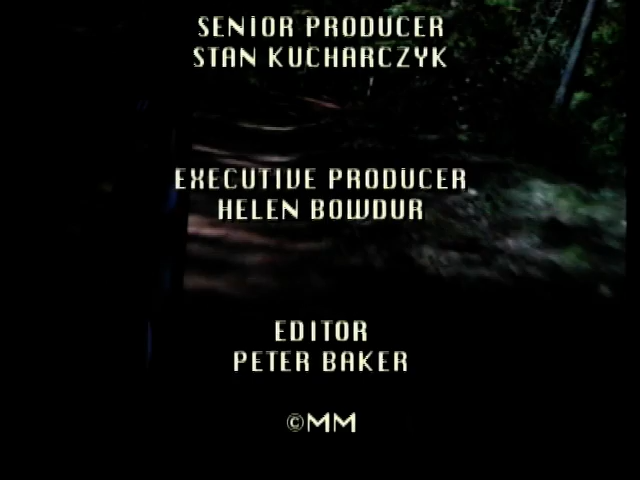 SENIOR PRODUCER
STAN KUCHARCZYK
EXECUTIVE PRODUCER
HELEN BOWDUR
EDITOR
PETER BAKER
©MM